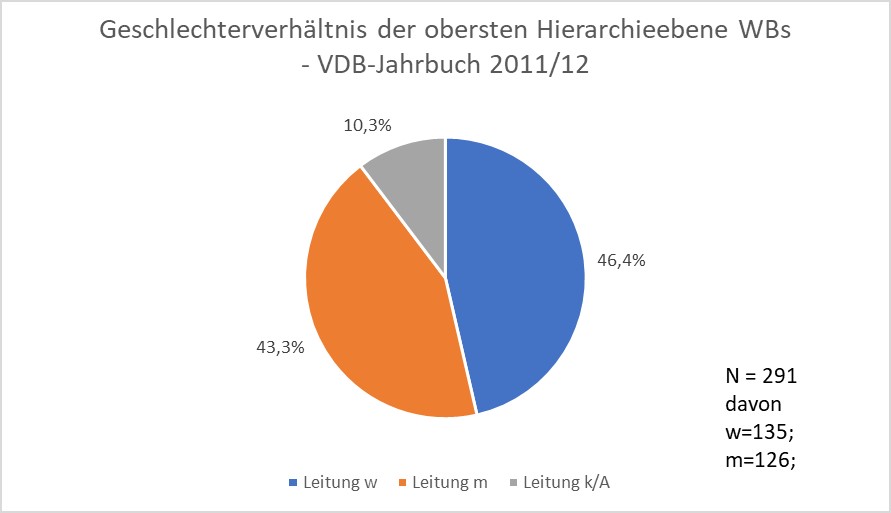 Geschlechterverhältnis der obersten Hierarchieebene WBs
- VDB-Jahrbuch 2011/12
10,3%
46,4%
43,3%
N = 291
davon
w=135;
m=126;
Leitung w Leitung m Leitung k/A